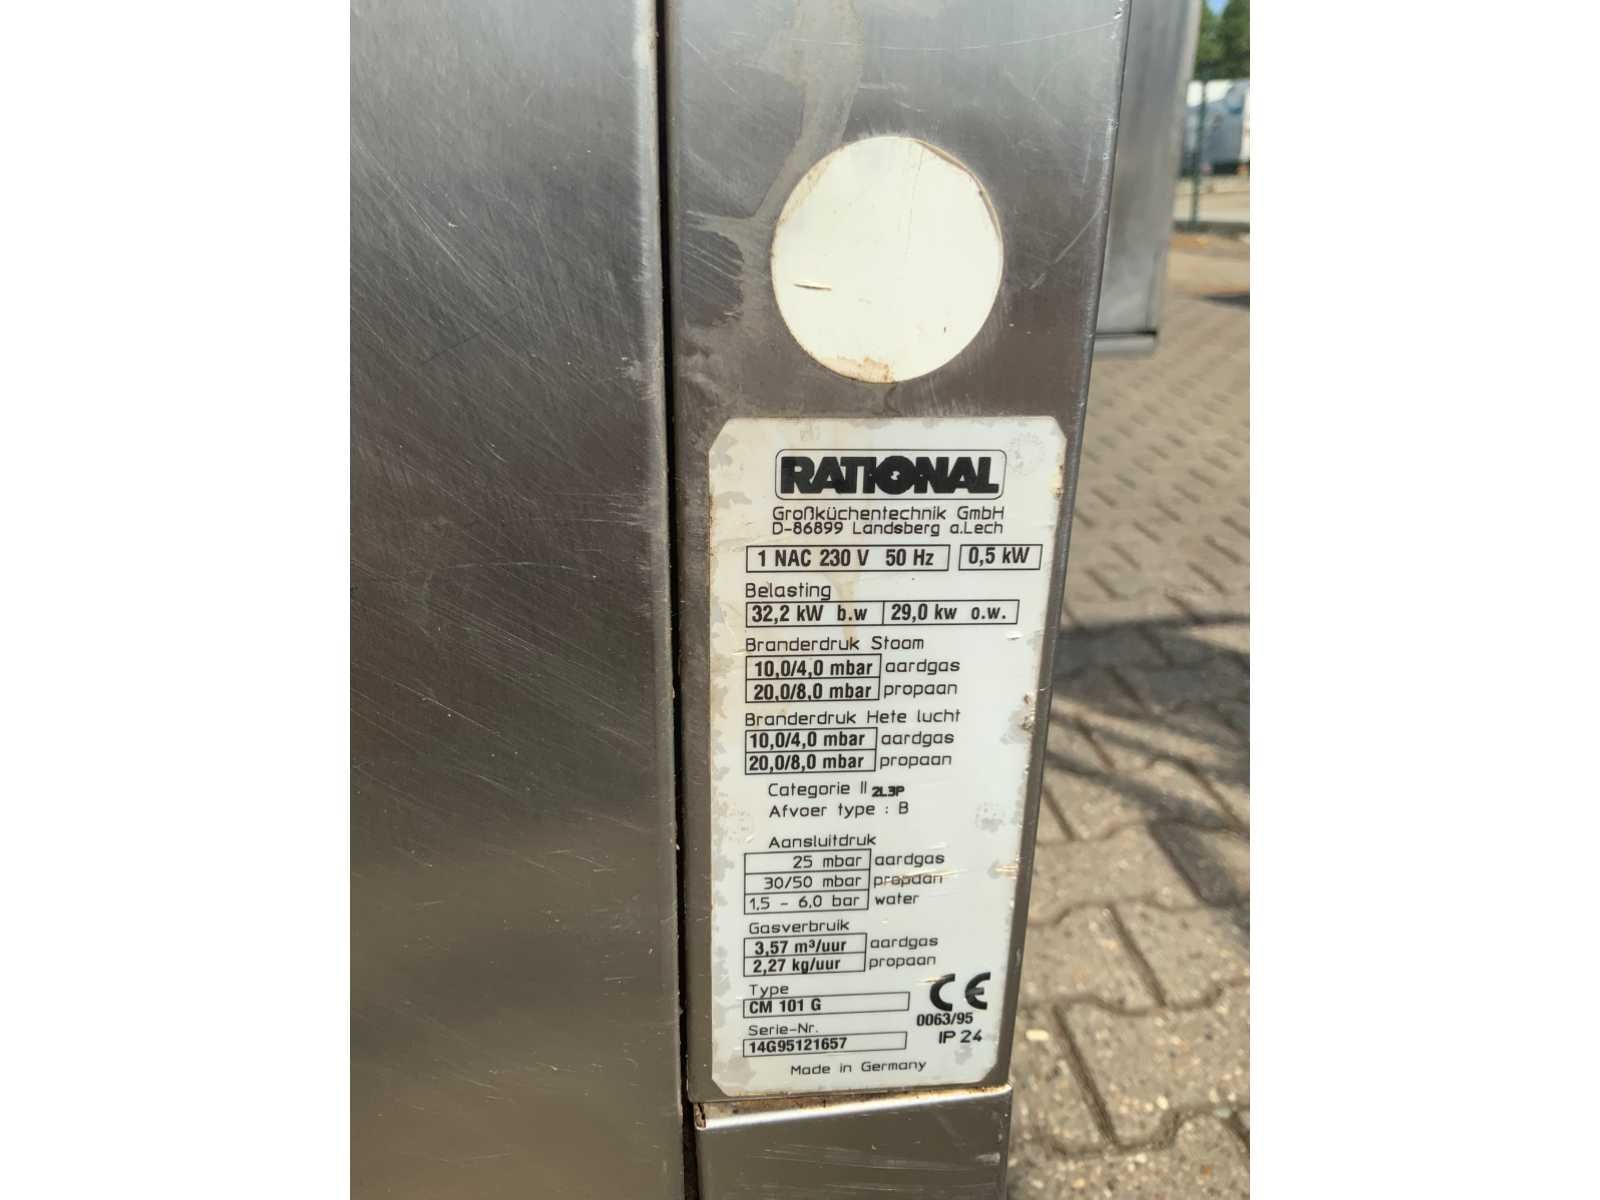 RATIONAL
Großküchentechnik GmbH
D-86899 Landsberg a.Lech
1 NAC 230 V 50 Hz 0,5 kW
Belasting
32,2 kW b.w 29,0 kw o.w.
Branderdruk Stoom
10,0/4,0 mbar aardgas
20,0/8,0 mbar propaan
Branderdruk Hete lucht
10,0/4,0 mbar aardgas
20,0/8,0 mbar propaan
Categorie II 2L3P
Afvoer type : B
Aansluitdruk
25 mbar aardgas
30/50 mbar propaan
1,5 - 6,0 bar water
Gasverbruik
3,57 m³/uur aardgas
2,27 kg/uur propaan
Type
CM 101 G
CE
0063/95
Serie-Nr.
14G95121657
IP 24
Made in Germany